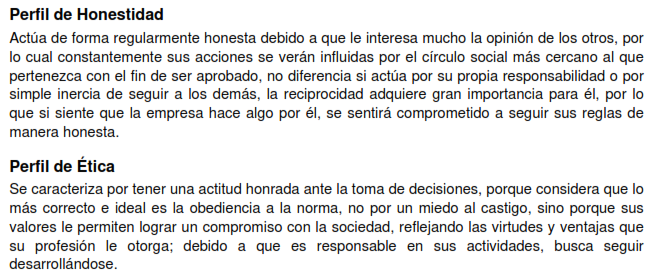 Perfil de Honestidad
Actúa de forma regularmente honesta debido a que le interesa mucho la opinión de los otros, por
lo cual constantemente sus acciones se verán influidas por el círculo social más cercano al que
pertenezca con el fin de ser aprobado, no diferencia si actúa por su propia responsabilidad o por
simple inercia de seguir a los demás, la reciprocidad adquiere gran importancia para él, por lo
que si siente que la empresa hace algo por él, se sentirá comprometido a seguir sus reglas de
manera honesta.
Perfil de Ética
Se caracteriza por tener una actitud honrada ante la toma de decisiones, porque considera que lo
más correcto e ideal es la obediencia a la norma, no por un miedo al castigo, sino porque sus
valores le permiten lograr un compromiso con la sociedad, reflejando las virtudes y ventajas que
su profesión le otorga; debido a que es responsable en sus actividades, busca seguir
desarrollándose.